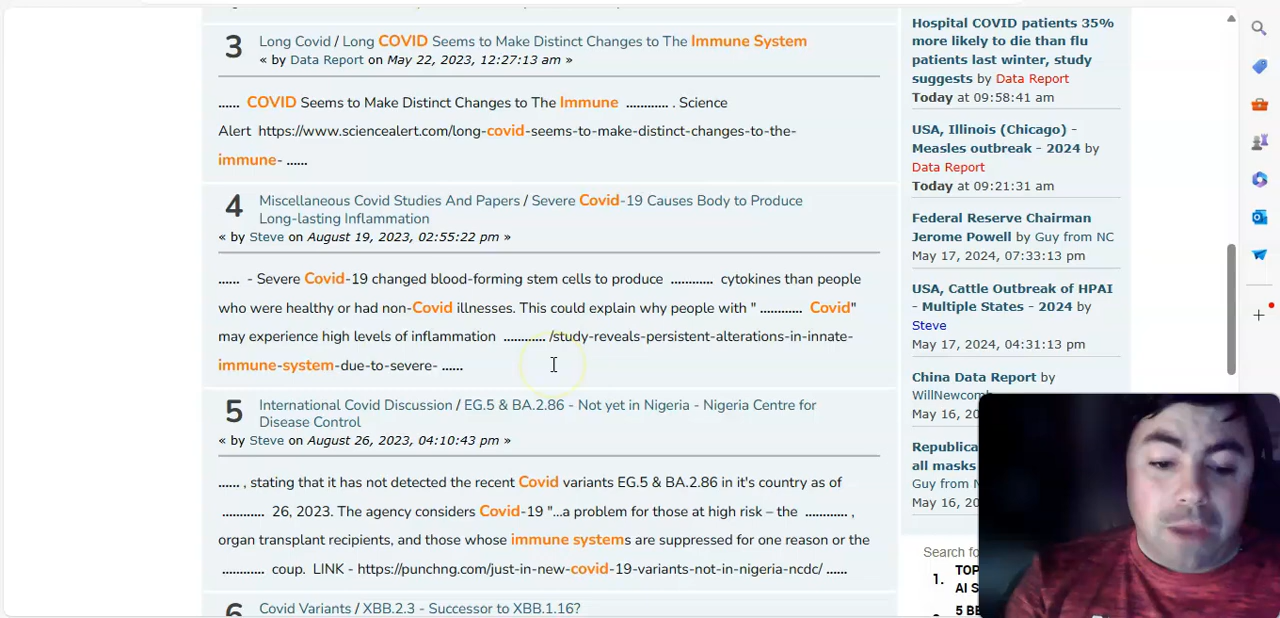 3 Long Covid / Long COVID Seems to Make Distinct Changes to The Immune System
« by Data Report on May 22, 2023, 12:27:13 am »
...... COVID Seems to Make Distinct Changes to The Immune ............ . Science
Alert https://www.sciencealert.com/long-covid-seems-to-make-distinct-changes-to-the-
immune- ......
4 Miscellaneous Covid Studies And Papers / Severe Covid-19 Causes Body to Produce
Long-lasting Inflammation
« by Steve on August 19, 2023, 02:55:22 pm »
...... - Severe Covid-19 changed blood-forming stem cells to produce ............ cytokines than people
who were healthy or had non-Covid illnesses. This could explain why people with " ............ Covid"
may experience high levels of inflammation ............ /study-reveals-persistent-alterations-in-innate-
immune-system-due-to-severe- ......
5 International Covid Discussion / EG.5 & BA.2.86 - Not yet in Nigeria - Nigeria Centre for
Disease Control
« by Steve on August 26, 2023, 04:10:43 pm »
...... , stating that it has not detected the recent Covid variants EG.5 & BA.2.86 in it's country as of
............ 26, 2023. The agency considers Covid-19 "...a problem for those at high risk – the ............ ,
organ transplant recipients, and those whose immune systems are suppressed for one reason or the
............ coup. LINK - https://punchng.com/just-in-new-covid-19-variants-not-in-nigeria-ncdc/ ......
6 Covid Variants / XBB.2.3 - Successor to XBB.1.16?
Hospital COVID patients 35%
more likely to die than flu
patients last winter, study
suggests by Data Report
Today at 09:58:41 am
USA, Illinois (Chicago) -
Measles outbreak - 2024 by
Data Report
Today at 09:21:31 am
Federal Reserve Chairman
Jerome Powell by Guy from NC
May 17, 2024, 07:33:13 pm
USA, Cattle Outbreak of HPAI
- Multiple States - 2024 by
Steve
May 17, 2024, 04:31:13 pm
China Data Report by
WillNewcom
May 16,
Republica
all masks
Guy from N
May 16,
Search fo
1. TOP
AI S
5 BE